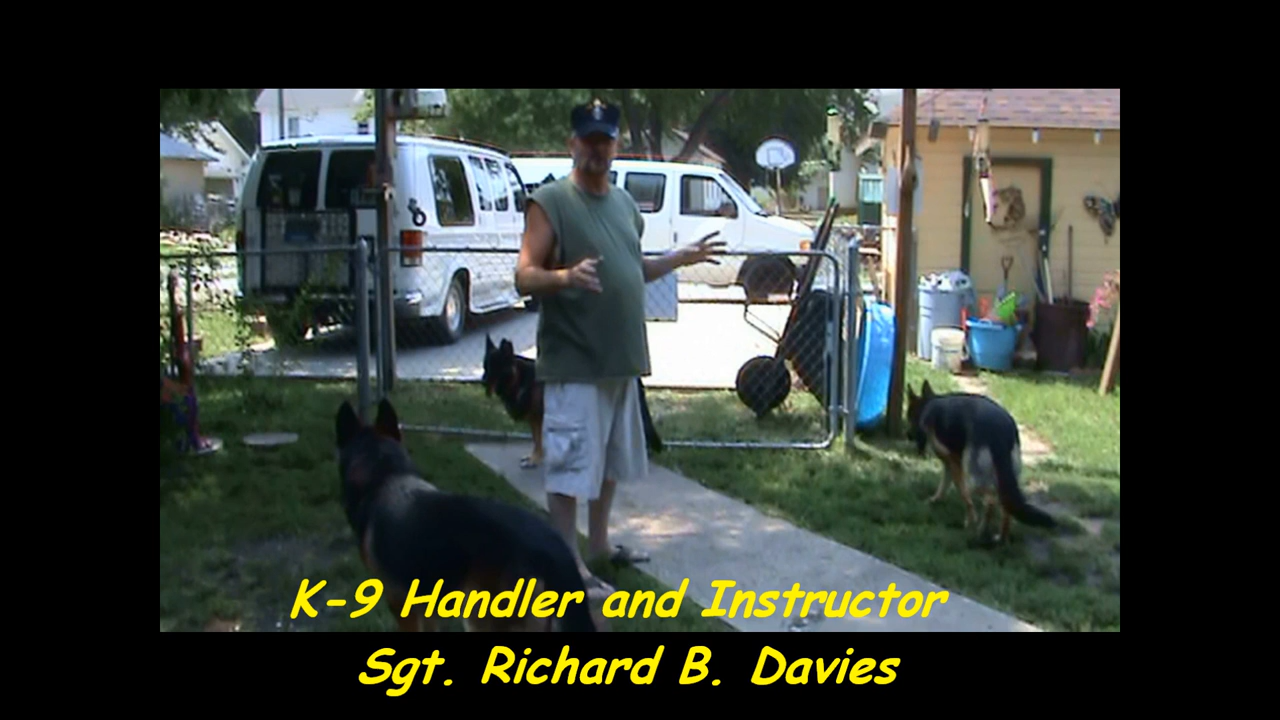 K-9 Handler and Instructor
Sgt. Richard B. Davies